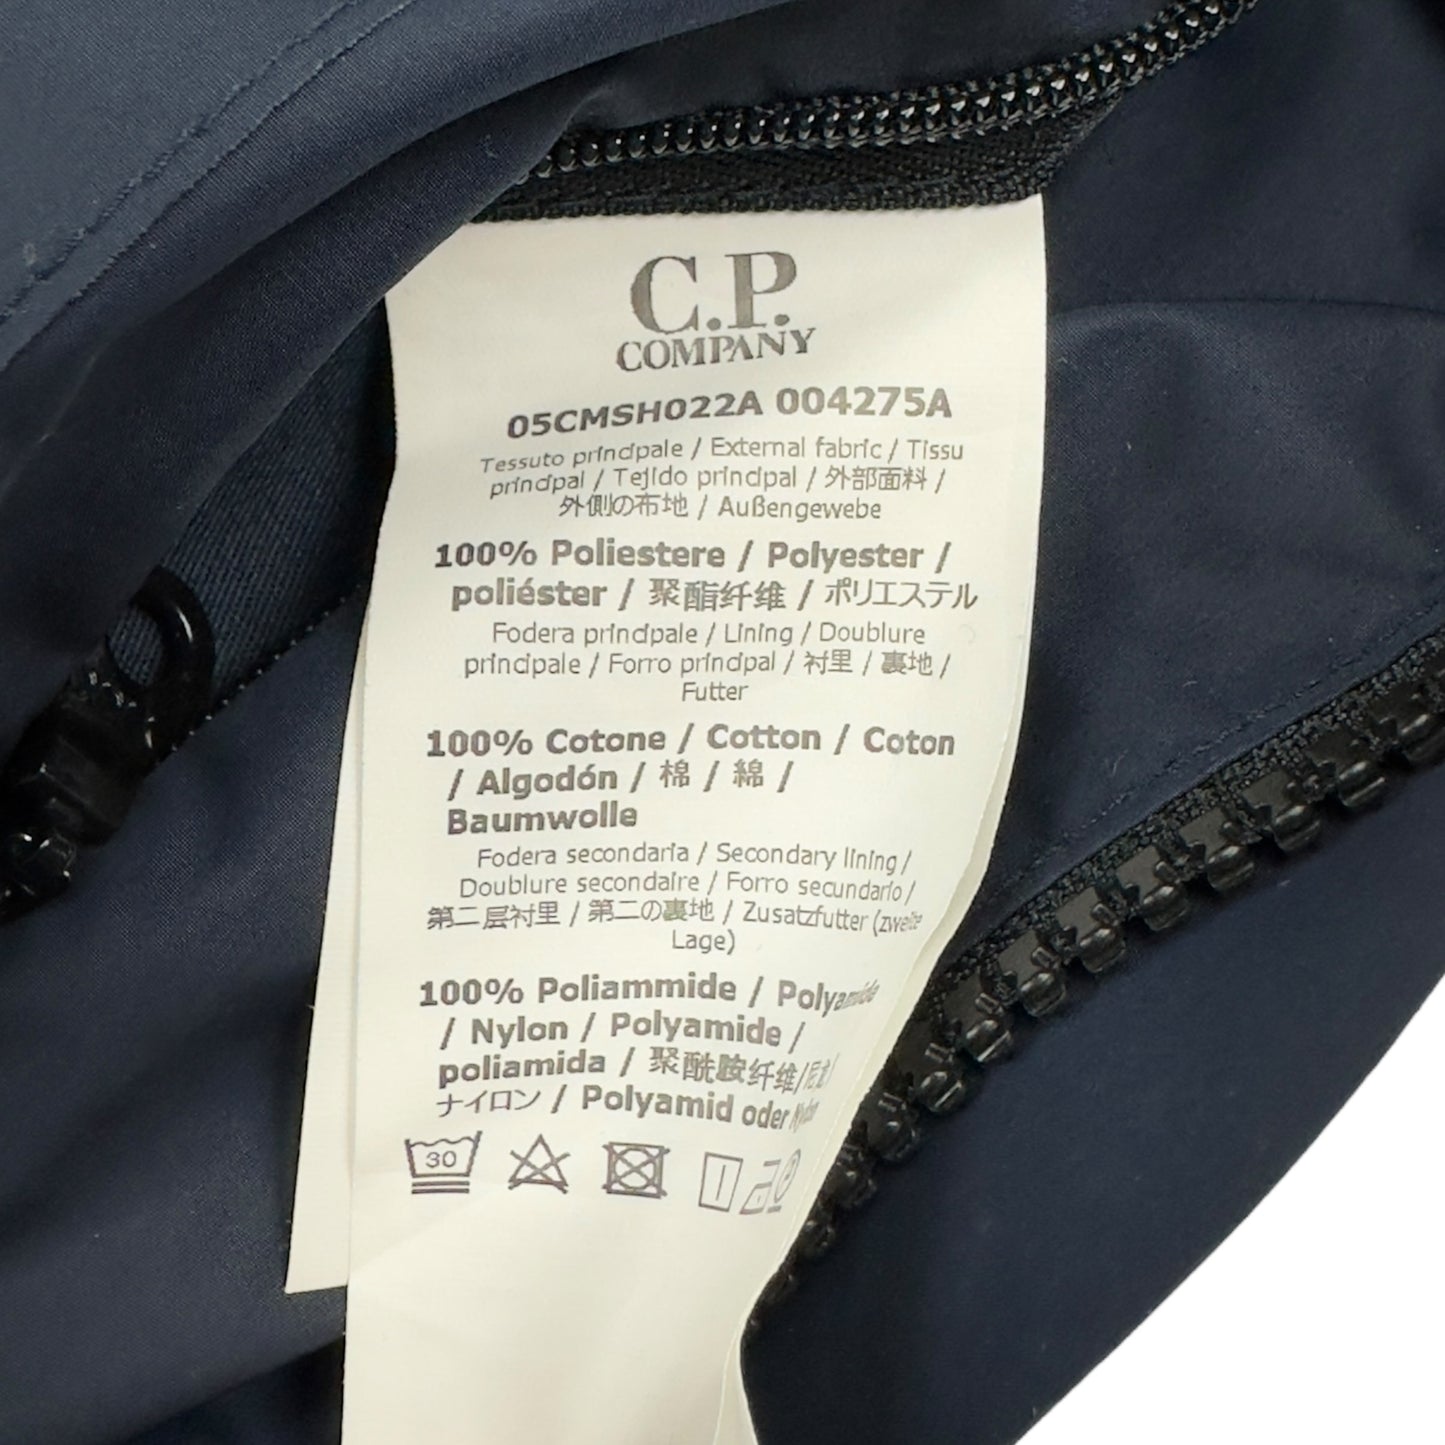 C.P.
COMPANY
05CMSH022A 004275A
Tessuto principale / External fabric / Tissu
principal / Tejido principal / 外部面料 /
外側の布地 / Außengewebe
100% Poliestere / Polyester /
poliéster / 聚酯纤维 / ポリエステル
Fodera principale / Lining / Doublure
principale / Forro principal / 衬里 / 裏地 /
Futter
100% Cotone / Cotton / Coton
/ Algodón / 棉 / 綿 /
Baumwolle
Fodera secondaria / Secondary lining /
Doublure secondaire / Forro secundario /
第二层衬里 / 第二の裏地 / Zusatzfutter (zweite
Lage)
100% Poliammide / Polyamide
/ Nylon / Polyamide /
poliamida / 聚酰胺纤维/尼龙/
ナイロン / Polyamid oder Nylon
30